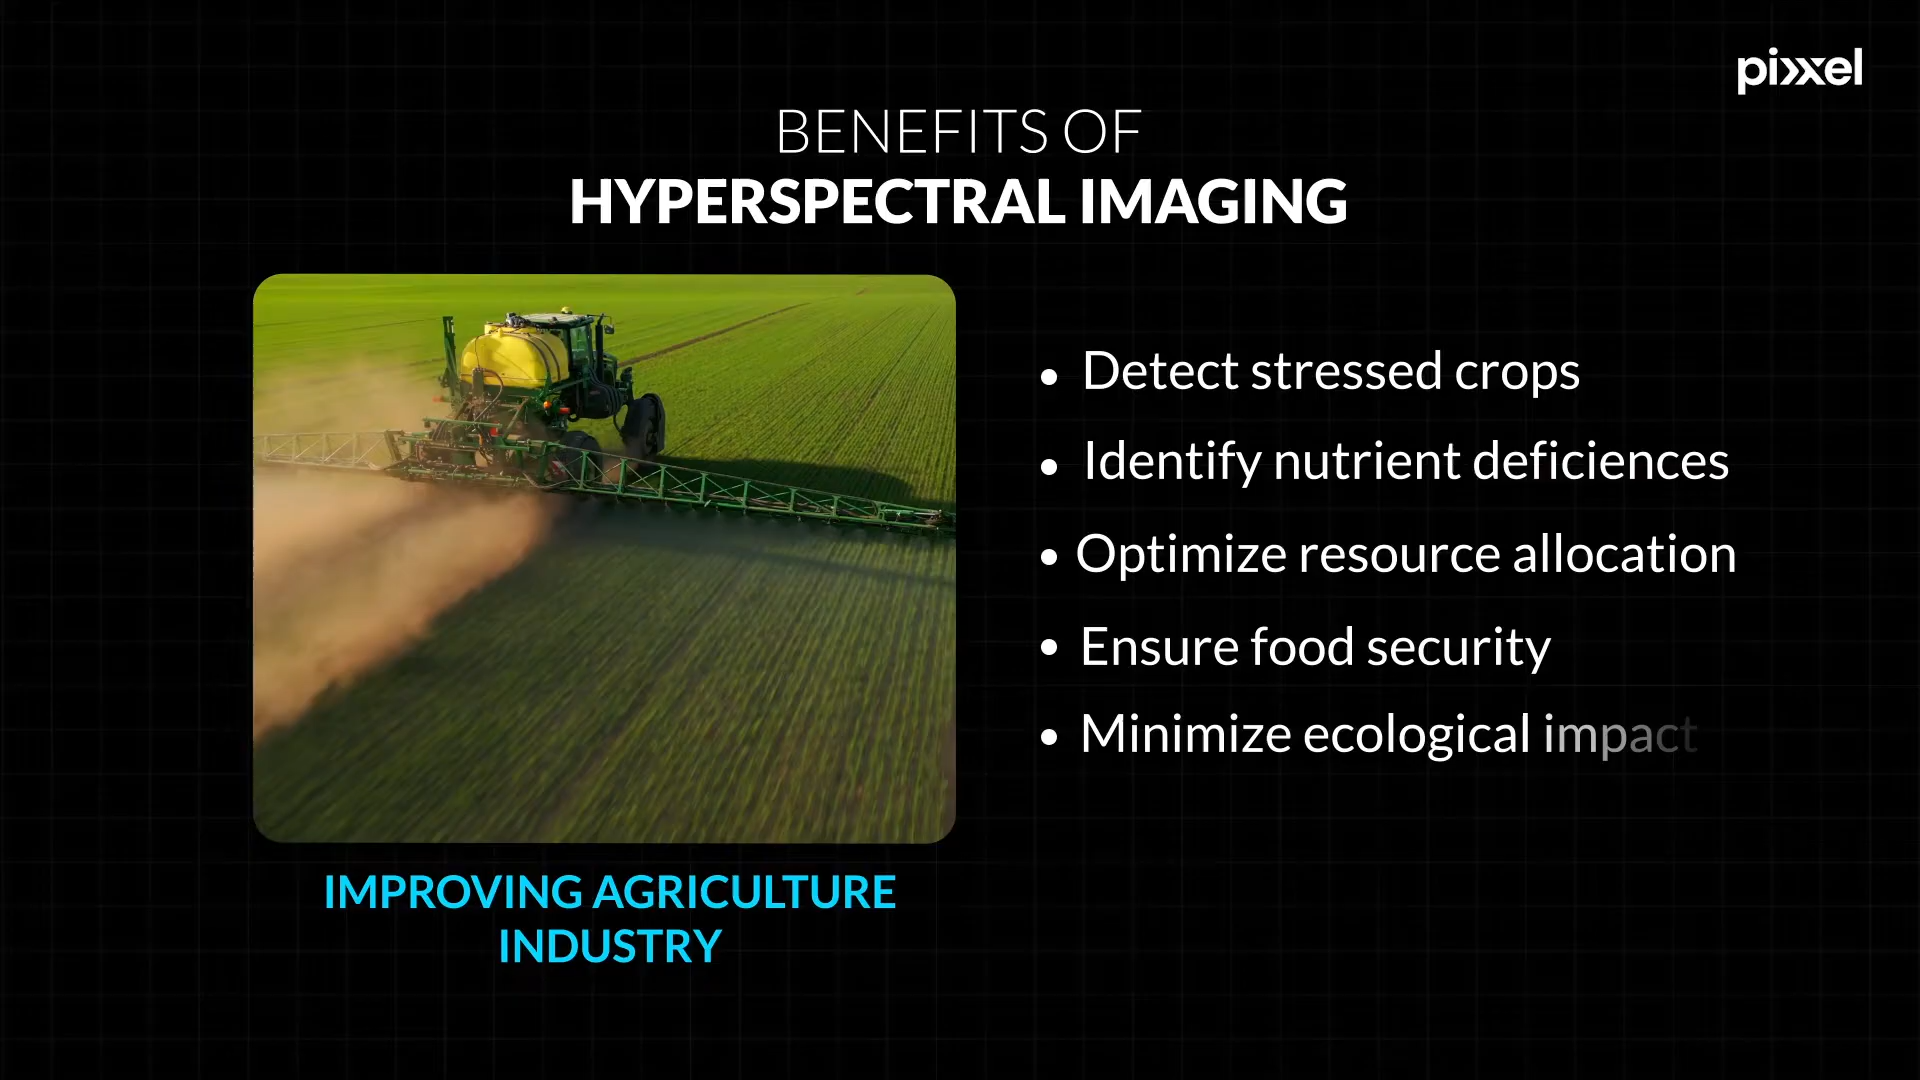 pixxel
BENEFITS OF
HYPERSPECTRAL IMAGING
• Detect stressed crops
• Identify nutrient deficiences
• Optimize resource allocation
• Ensure food security
• Minimize ecological impact
IMPROVING AGRICULTURE
INDUSTRY